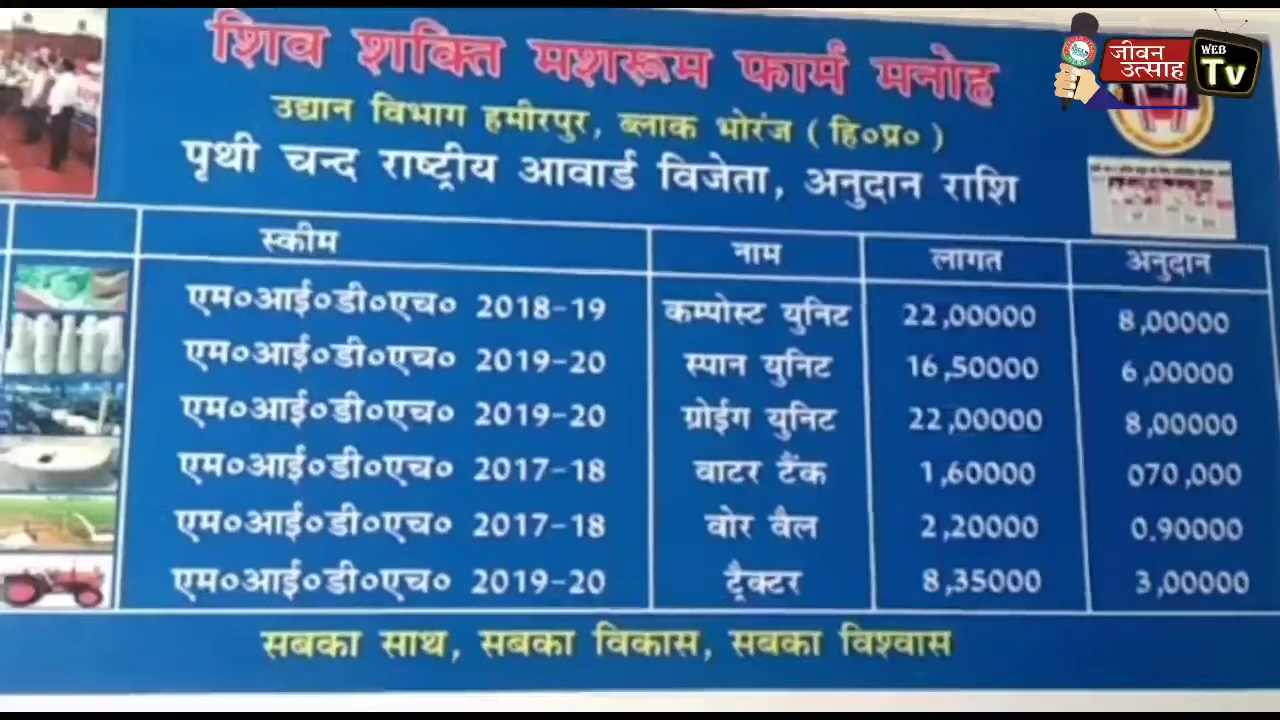 शिव शक्ति मशरूम फार्म मनोह
जीवन उत्साह WEB Tv
उद्यान विभाग हमीरपुर, ब्लाक भोरंज (हि०प्र०)
पृथी चन्द राष्ट्रीय आवार्ड विजेता, अनुदान राशि
स्कीम नाम लागत अनुदान
एम०आई०डी०एच० 2018-19 कम्पोस्ट युनिट 22,00000 8,00000
एम०आई०डी०एच० 2019-20 स्पान युनिट 16,50000 6,00000
एम०आई०डी०एच० 2019-20 ग्रोईग युनिट 22,00000 8,00000
एम०आई०डी०एच० 2017-18 वाटर टैंक 1,60000 070,000
एम०आई०डी०एच० 2017-18 वोर वैल 2,20000 0.90000
एम०आई०डी०एच० 2019-20 ट्रैक्टर 8,35000 3,00000
सबका साथ, सबका विकास, सबका विश्वास